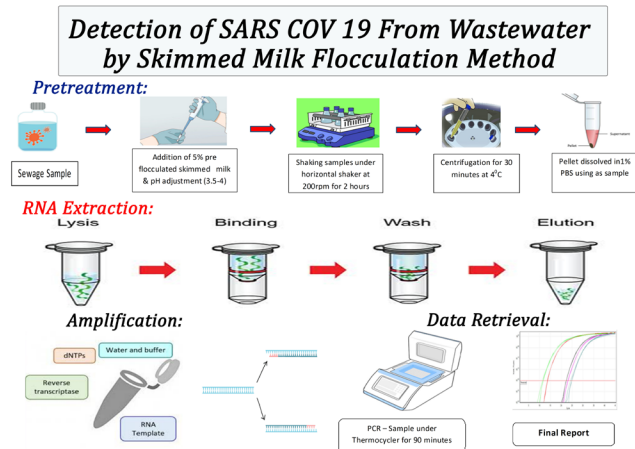 Detection of SARS COV 19 From Wastewater
by Skimmed Milk Flocculation Method
Pretreatment:
Sewage Sample
Addition of 5% pre
flocculated skimmed milk
& pH adjustment (3.5-4)
Shaking samples under
horizontal shaker at
200rpm for 2 hours
Centrifugation for 30
minutes at 4⁰C
Supernatant
Pellet
Pellet dissolved in1%
PBS using as sample
RNA Extraction:
Lysis
Binding
Wash
Elution
Amplification:
dNTPs
Water and buffer
Reverse
transcriptase
RNA
Template
Data Retrieval:
PCR – Sample under
Thermocycler for 90 minutes
Final Report